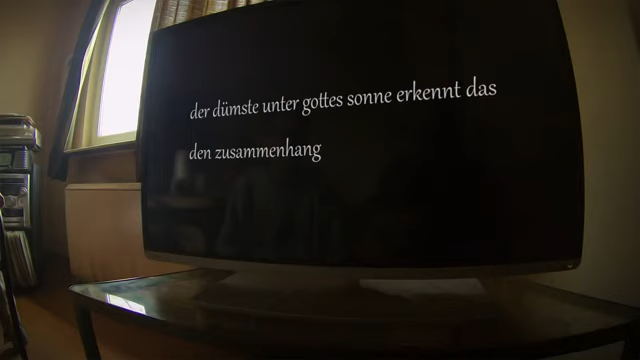 der dümste unter gottes sonne erkennt das
den zusammenhang